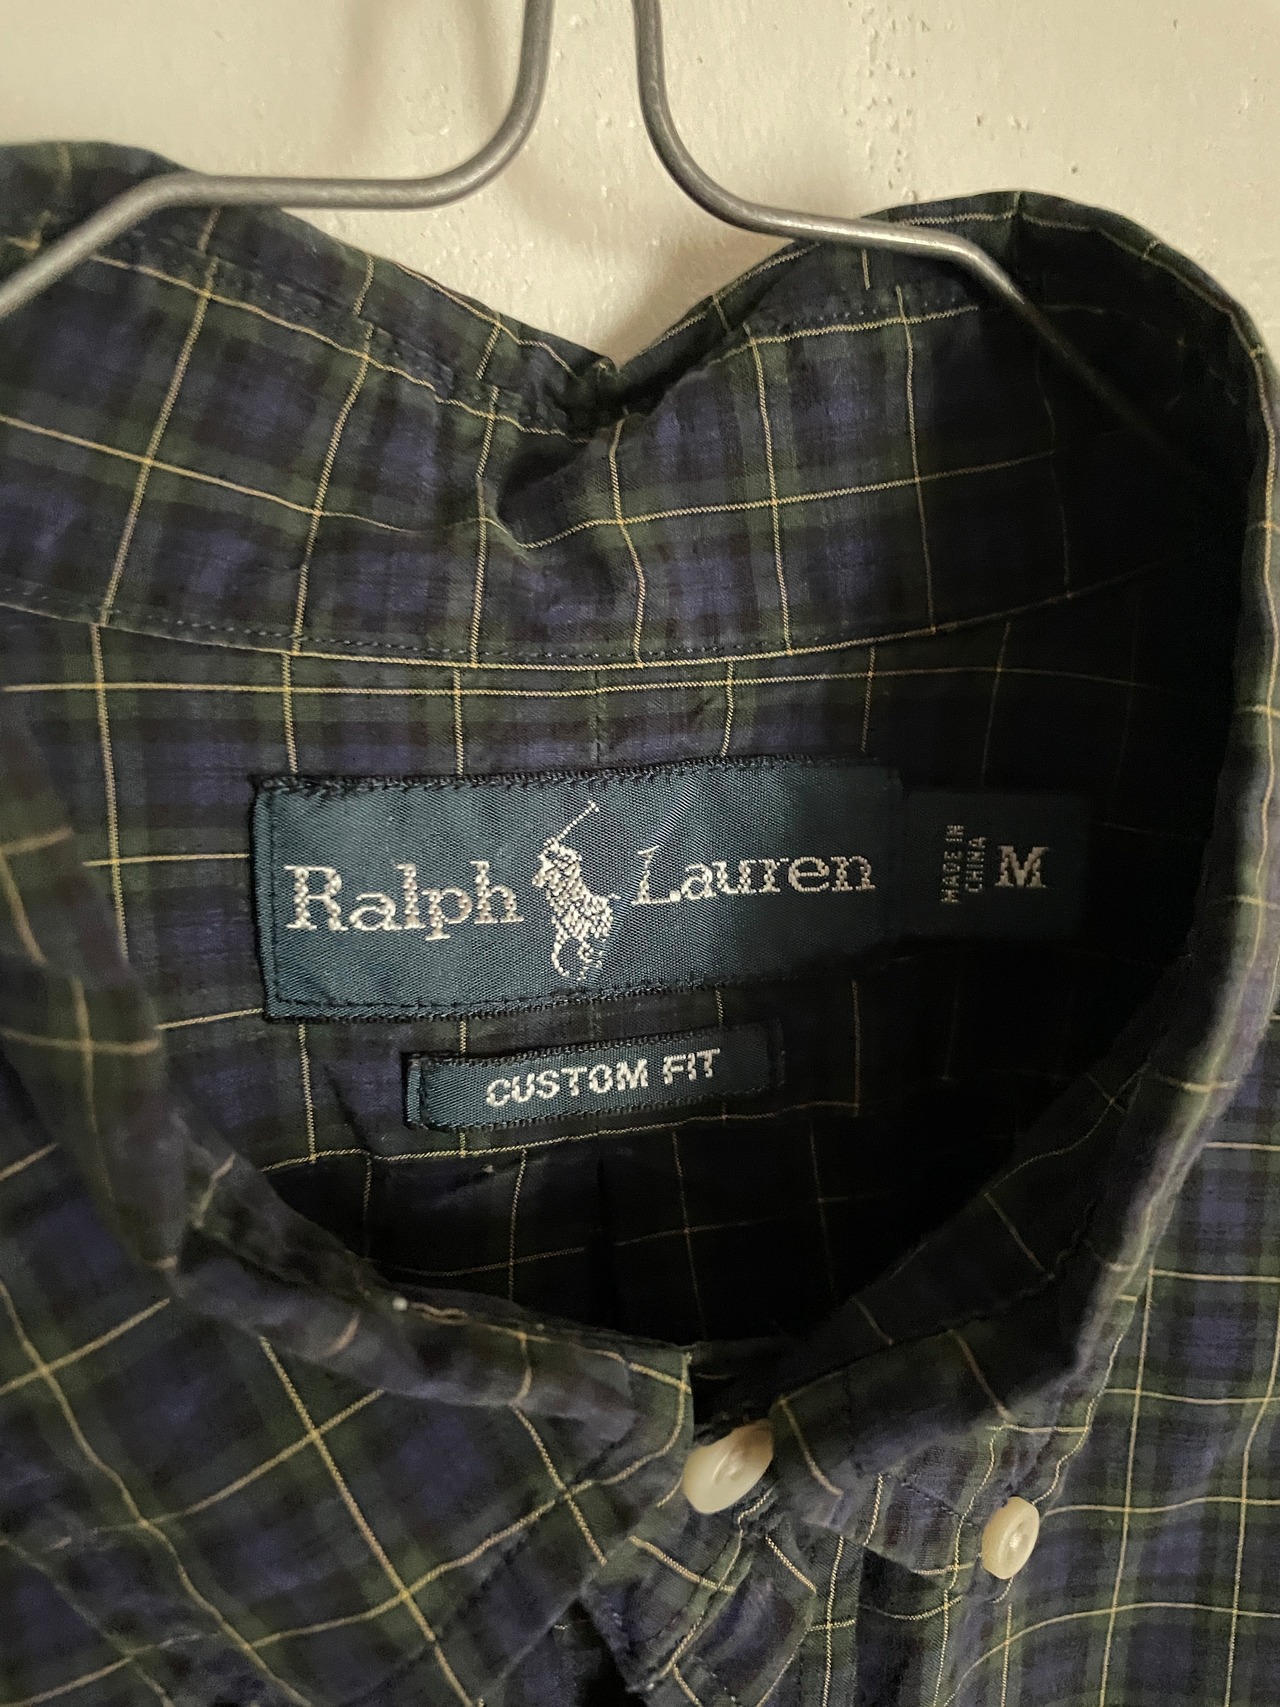 Ralph Lauren
MADE IN
CHINA
M
CUSTOM FIT